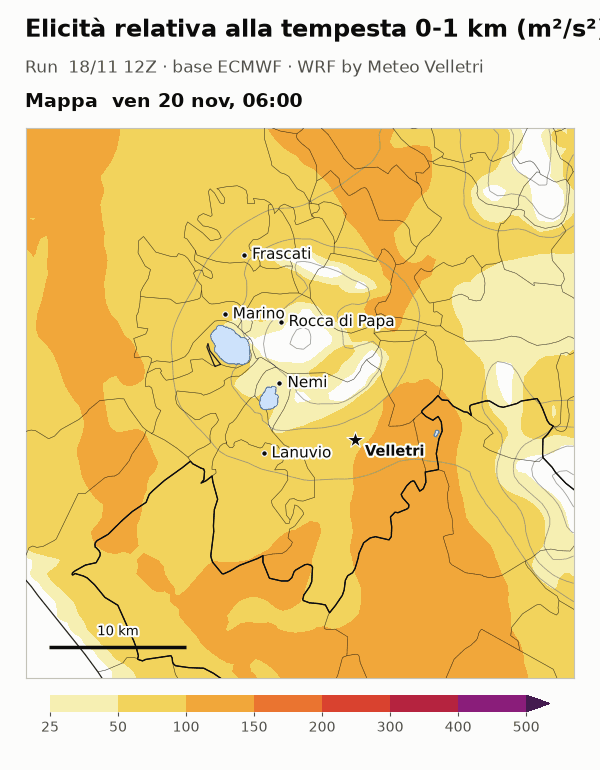 Elicità relativa alla tempesta 0-1 km (m²/s²)
Run 18/11 12Z · base ECMWF · WRF by Meteo Velletri
Mappa ven 20 nov, 06:00
Frascati
Marino
Rocca di Papa
Nemi
Lanuvio
Velletri
10 km
25 50 100 150 200 300 400 500